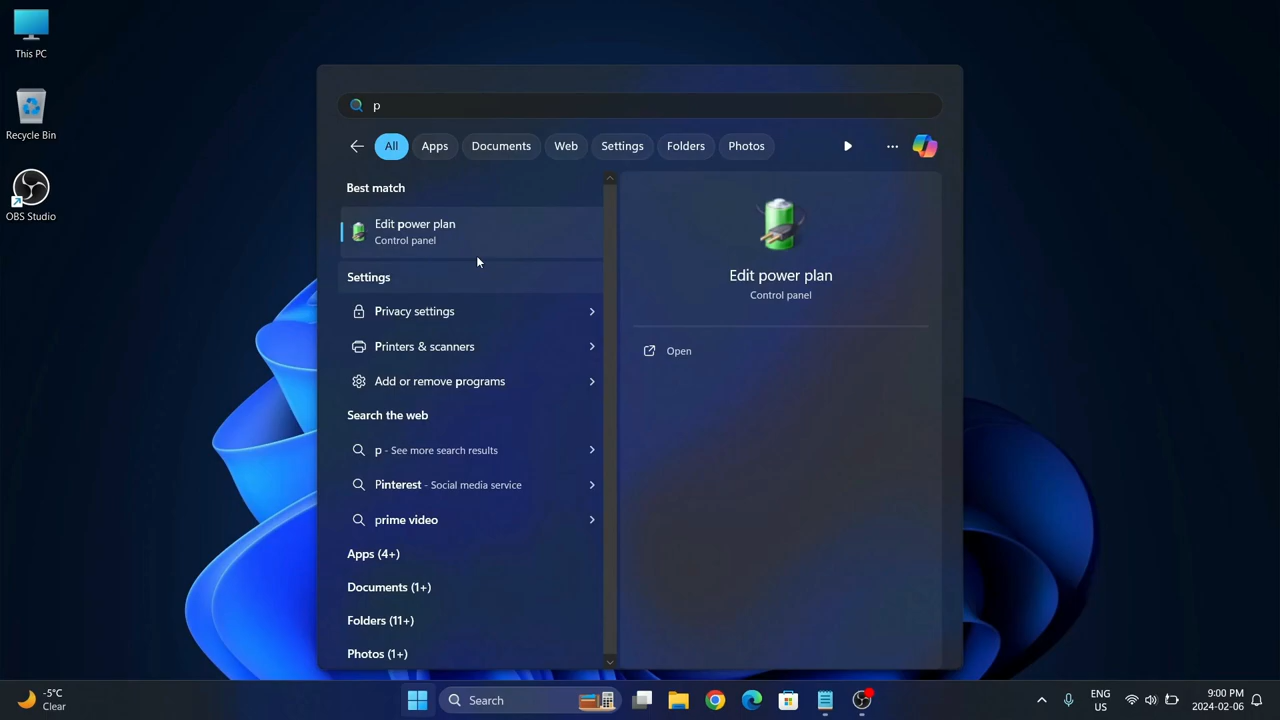 This PC
Recycle Bin
OBS Studio
p
All
Apps
Documents
Web
Settings
Folders
Photos
Best match
Edit power plan
Control panel
Settings
Privacy settings
Printers & scanners
Add or remove programs
Search the web
p - See more search results
Pinterest - Social media service
prime video
Apps (4+)
Documents (1+)
Folders (11+)
Photos (1+)
Edit power plan
Control panel
Open
-5°C
Clear
Search
ENG
US
9:00 PM
2024-02-06